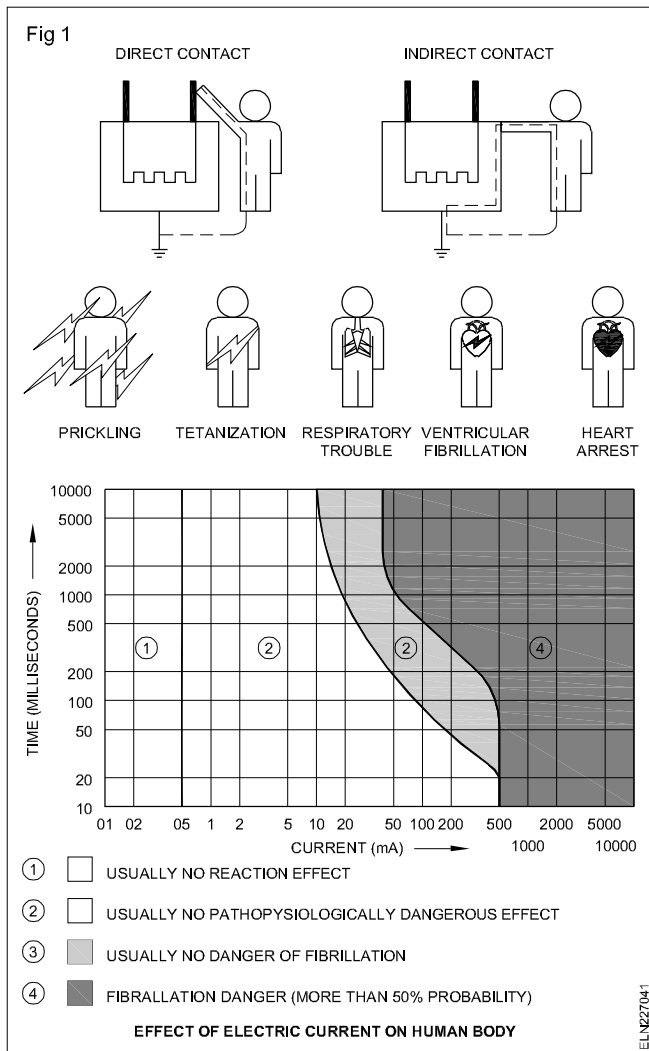 Fig 1
DIRECT CONTACT
INDIRECT CONTACT
PRICKLING
TETANIZATION
RESPIRATORY
TROUBLE
VENTRICULAR
FIBRILLATION
HEART
ARREST
TIME (MILLISECONDS)
10000
5000
2000
1000
500
200
100
50
20
10
1
2
2
4
01 02 05 1 2 5 10 20 50 100 200 500 2000 5000
CURRENT (mA) 1000 10000
1 USUALLY NO REACTION EFFECT
2 USUALLY NO PATHOPYSIOLOGICALLY DANGEROUS EFFECT
3 USUALLY NO DANGER OF FIBRILLATION
4 FIBRALLATION DANGER (MORE THAN 50% PROBABILITY)
EFFECT OF ELECTRIC CURRENT ON HUMAN BODY
ELN227041